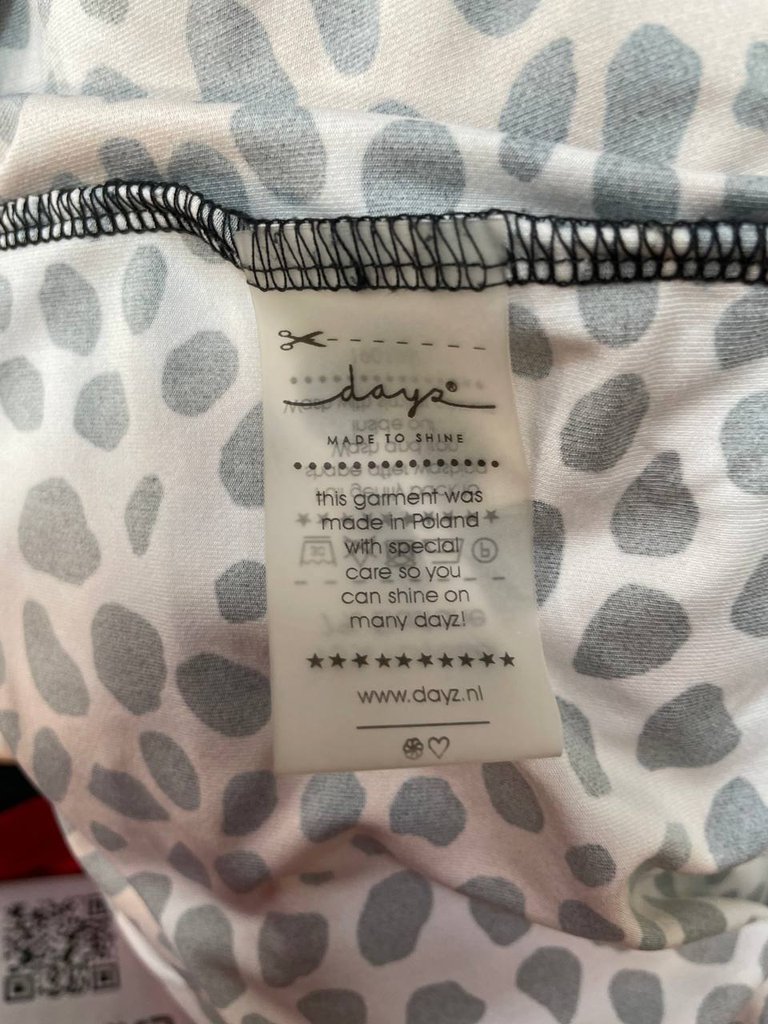 dayz®
MADE TO SHINE
this garment was
made in Poland
with special
care so you
can shine on
many dayz!
www.dayz.nl